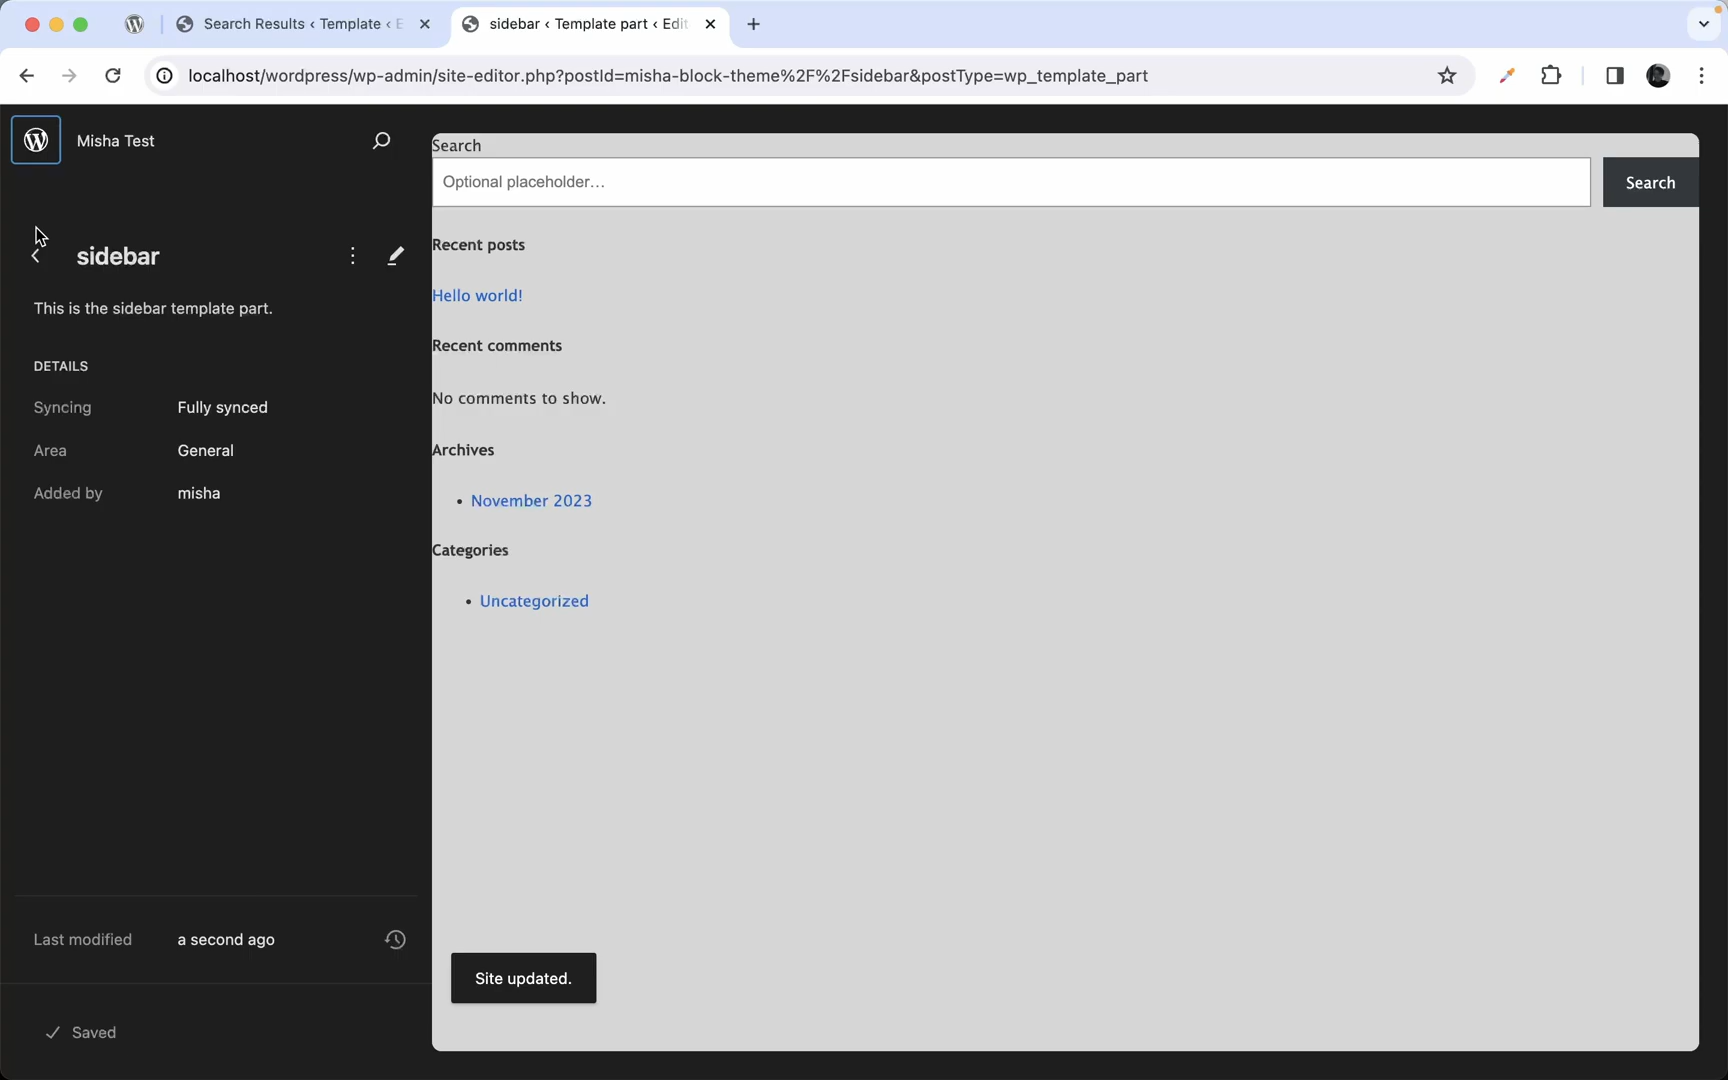 Search Results ‹ Template ‹ E
sidebar ‹ Template part ‹ Edit
localhost/wordpress/wp-admin/site-editor.php?postId=misha-block-theme%2F%2Fsidebar&postType=wp_template_part
Misha Test
sidebar
This is the sidebar template part.
DETAILS
Syncing Fully synced
Area General
Added by misha
Last modified a second ago
Saved
Search
Optional placeholder…
Search
Recent posts
Hello world!
Recent comments
No comments to show.
Archives
• November 2023
Categories
• Uncategorized
Site updated.